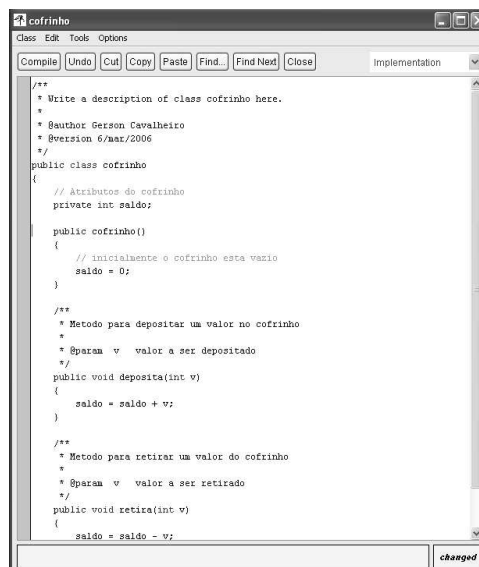 cofrinho
Class Edit Tools Options
Compile Undo Cut Copy Paste Find... Find Next Close Implementation
/**
 * Write a description of class cofrinho here.
 *
 * @author Gerson Cavalheiro
 * @version 6/mar/2006
 */
public class cofrinho
{
    // Atributos do cofrinho
    private int saldo;

    public cofrinho()
    {
        // inicialmente o cofrinho esta vazio
        saldo = 0;
    }

    /**
     * Metodo para depositar um valor no cofrinho
     *
     * @param  v   valor a ser depositado
     */
    public void deposita(int v)
    {
        saldo = saldo + v;
    }

    /**
     * Metodo para retirar um valor do cofrinho
     *
     * @param  v   valor a ser retirado
     */
    public void retira(int v)
    {
        saldo = saldo - v;
changed